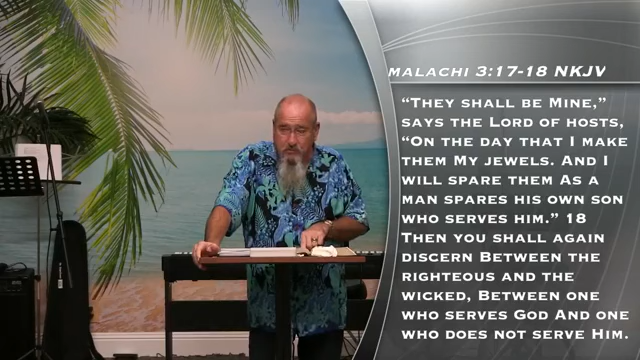 MALACHI 3:17-18 NKJV
“They shall be Mine,”
says the Lord of hosts,
“On the day that I make
them My jewels. And I
will spare them As a
man spares his own son
who serves him.” 18
Then you shall again
discern Between the
righteous and the
wicked, Between one
who serves God And one
who does not serve Him.